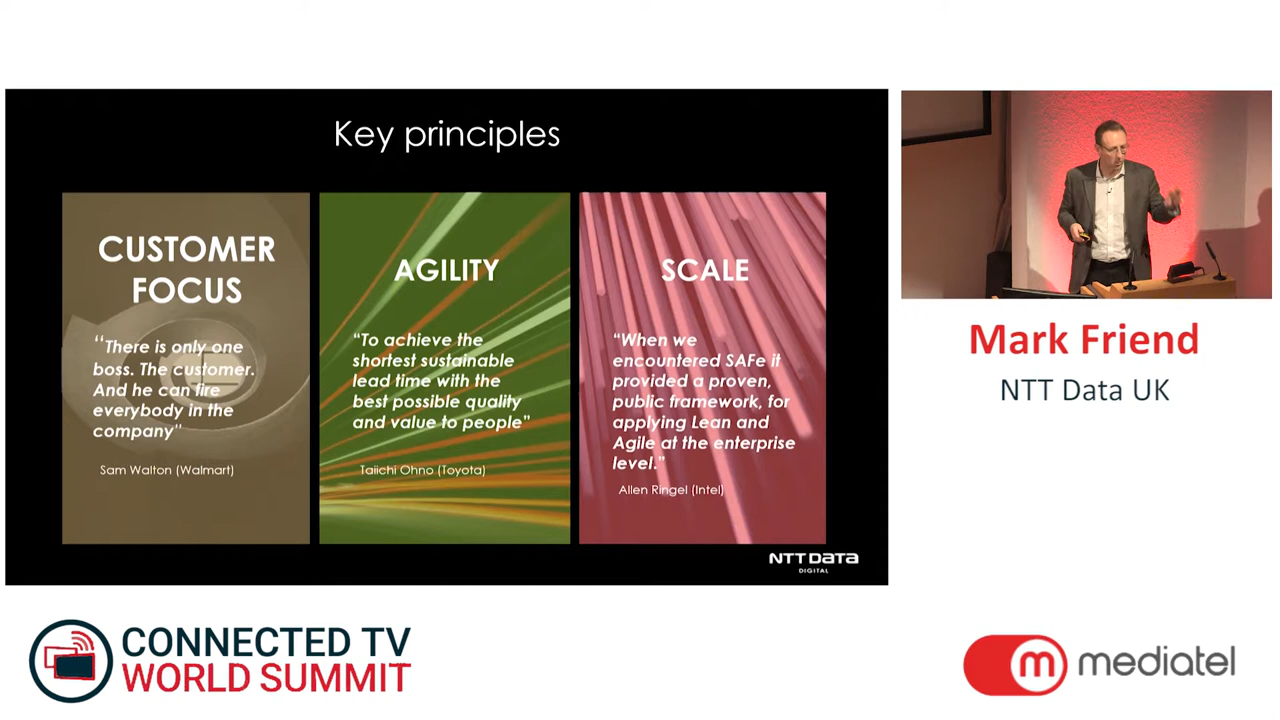 Key principles
CUSTOMER
FOCUS
“There is only one
boss. The customer.
And he can fire
everybody in the
company”
Sam Walton (Walmart)
AGILITY
“To achieve the
shortest sustainable
lead time with the
best possible quality
and value to people”
Taiichi Ohno (Toyota)
SCALE
“When we
encountered SAFe it
provided a proven,
public framework, for
applying Lean and
Agile at the enterprise
level.”
Allen Ringel (Intel)
NTT DATA
DIGITAL
Mark Friend
NTT Data UK
CONNECTED TV
WORLD SUMMIT
m mediatel